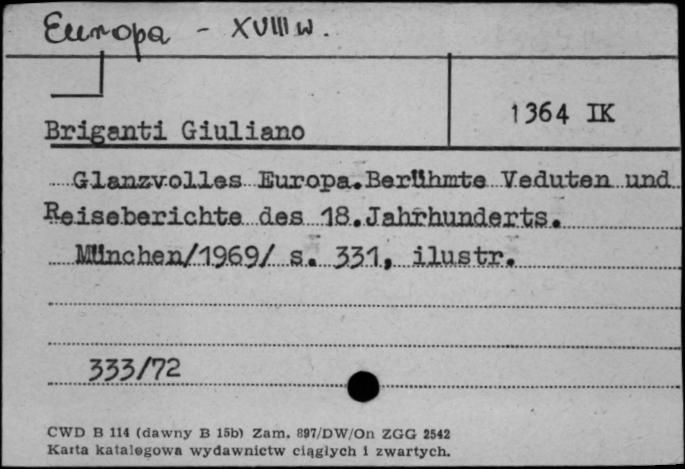 Europa - XVIII w.
1364 IK
Briganti Giuliano
Glanzvolles Europa.Berühmte Veduten und
Reiseberichte des 18.Jahrhunderts.
München/1969/ s. 331, ilustr.
333/72
CWD B 114 (dawny B 15b) Zam. 897/DW/On ZGG 2542
Karta katalogowa wydawnictw ciągłych i zwartych.